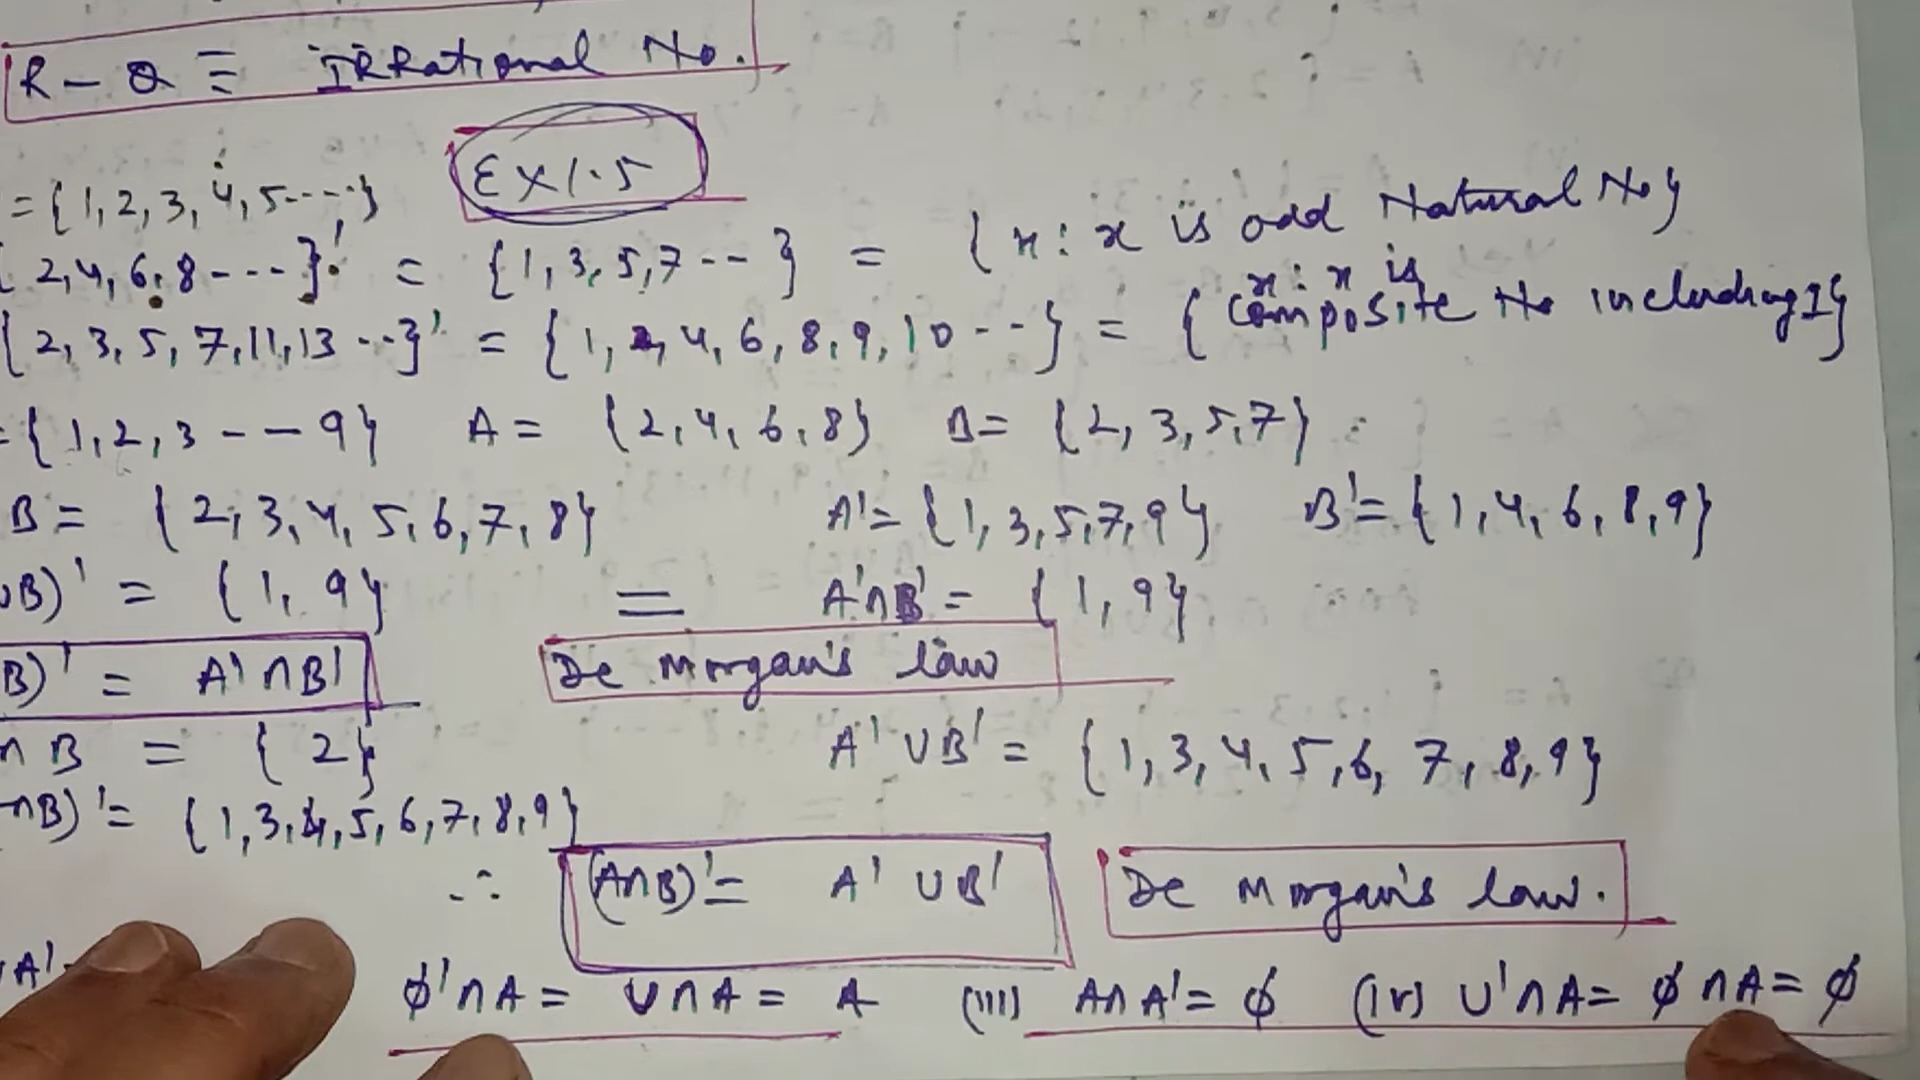 R - Q ≡ IRRational No.
Ex 1.5
= {1, 2, 3, 4, 5 ----}
{2, 4, 6, 8 ---}' = {1, 3, 5, 7 --} = {x : x is odd Natural No}
{2, 3, 5, 7, 11, 13 --}' = {1, 4, 6, 8, 9, 10 --} = {x : x is composite No including 1}
= {1, 2, 3 -- 9} A = {2, 4, 6, 8} B = {2, 3, 5, 7}
B = {2, 3, 4, 5, 6, 7, 8} A' = {1, 3, 5, 7, 9} B' = {1, 4, 6, 8, 9}
∪B)' = {1, 9} = A'∩B' = {1, 9}
B)' = A'∩B' De Morgan's law
∩B = {2} A'∪B' = {1, 3, 4, 5, 6, 7, 8, 9}
∩B)' = {1, 3, 4, 5, 6, 7, 8, 9}
∴ (A∩B)' = A' ∪ B' De Morgan's law.
A' φ'∩A = U∩A = A (iii) A∩A' = φ (iv) U'∩A = φ∩A = φ